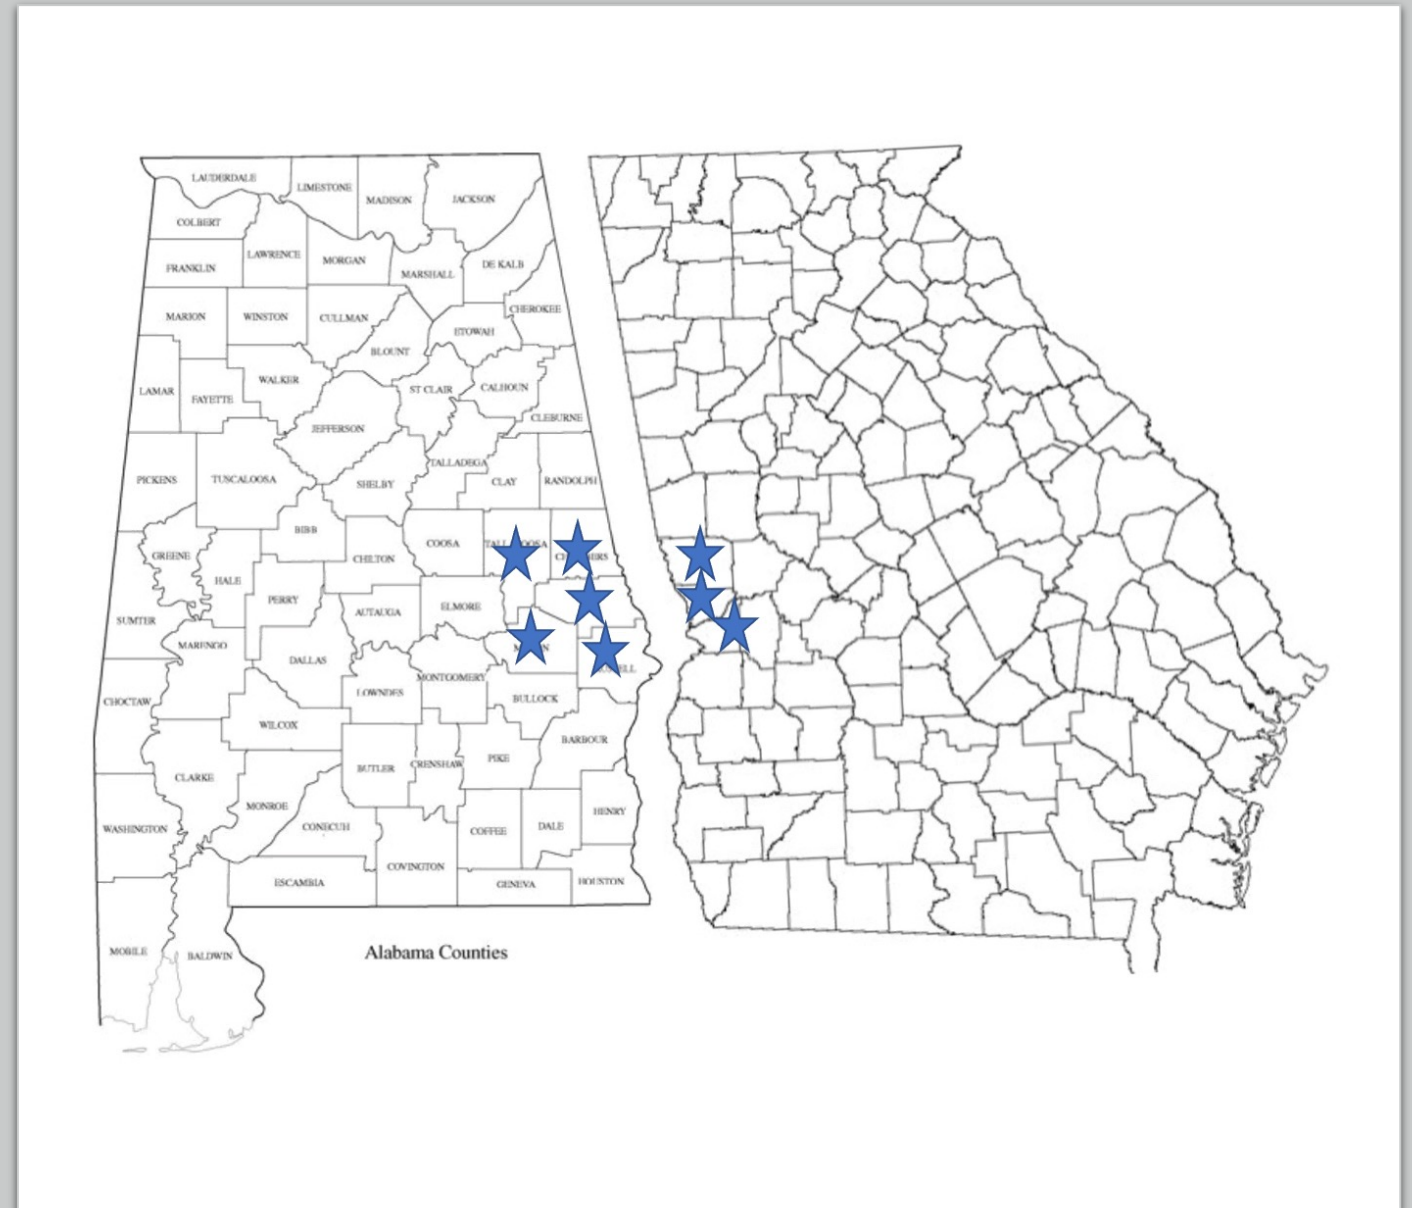 LAUDERDALE
LIMESTONE
MADISON
JACKSON
COLBERT
LAWRENCE
FRANKLIN
MORGAN
MARSHALL
DE KALB
MARION
WINSTON
CULLMAN
CHEROKEE
ETOWAH
BLOUNT
LAMAR
FAYETTE
WALKER
ST CLAIR
CALHOUN
CLEBURNE
JEFFERSON
PICKENS
TUSCALOOSA
SHELBY
TALLADEGA
CLAY
RANDOLPH
BIBB
GREENE
HALE
CHILTON
COOSA
SUMTER
PERRY
AUTAUGA
ELMORE
MARENGO
DALLAS
CHOCTAW
LOWNDES
MONTGOMERY
BULLOCK
WILCOX
BARBOUR
CLARKE
BUTLER
CRENSHAW
PIKE
MONROE
WASHINGTON
CONECUH
COFFEE
DALE
HENRY
ESCAMBIA
COVINGTON
GENEVA
HOUSTON
MOBILE
BALDWIN
Alabama Counties